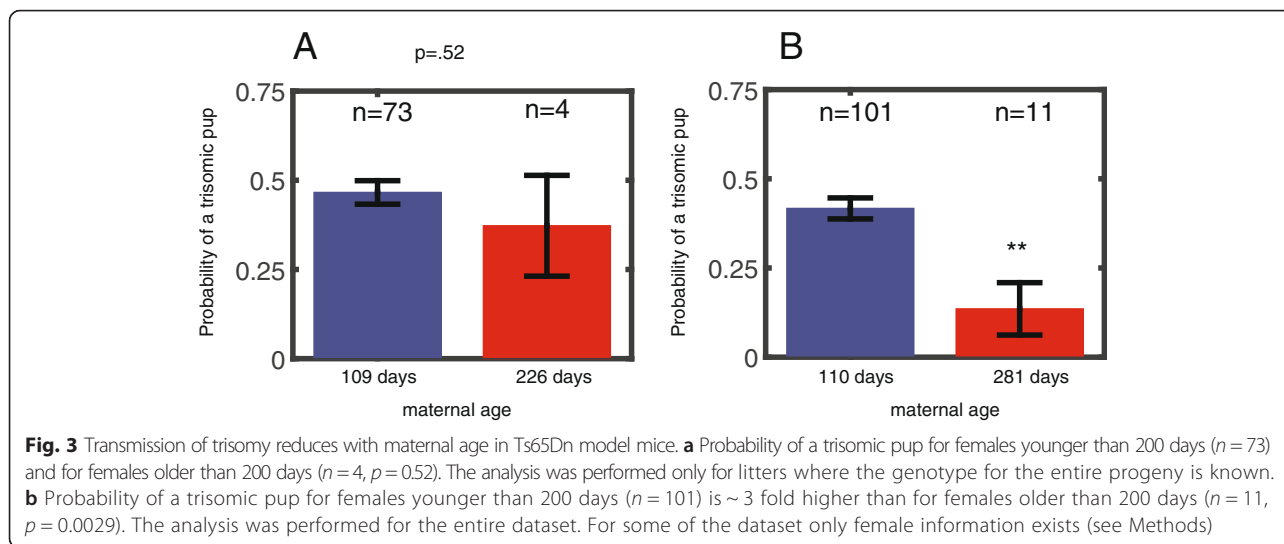 A
p=.52
B
Probability of a trisomic pup
0.75
0.5
0.25
0
n=73
n=4
109 days
226 days
maternal age
Probability of a trisomic pup
0.75
0.5
0.25
0
n=101
n=11
**
110 days
281 days
maternal age
Fig. 3 Transmission of trisomy reduces with maternal age in Ts65Dn model mice. a Probability of a trisomic pup for females younger than 200 days (n = 73)
and for females older than 200 days (n = 4, p = 0.52). The analysis was performed only for litters where the genotype for the entire progeny is known.
b Probability of a trisomic pup for females younger than 200 days (n = 101) is ~ 3 fold higher than for females older than 200 days (n = 11,
p = 0.0029). The analysis was performed for the entire dataset. For some of the dataset only female information exists (see Methods)